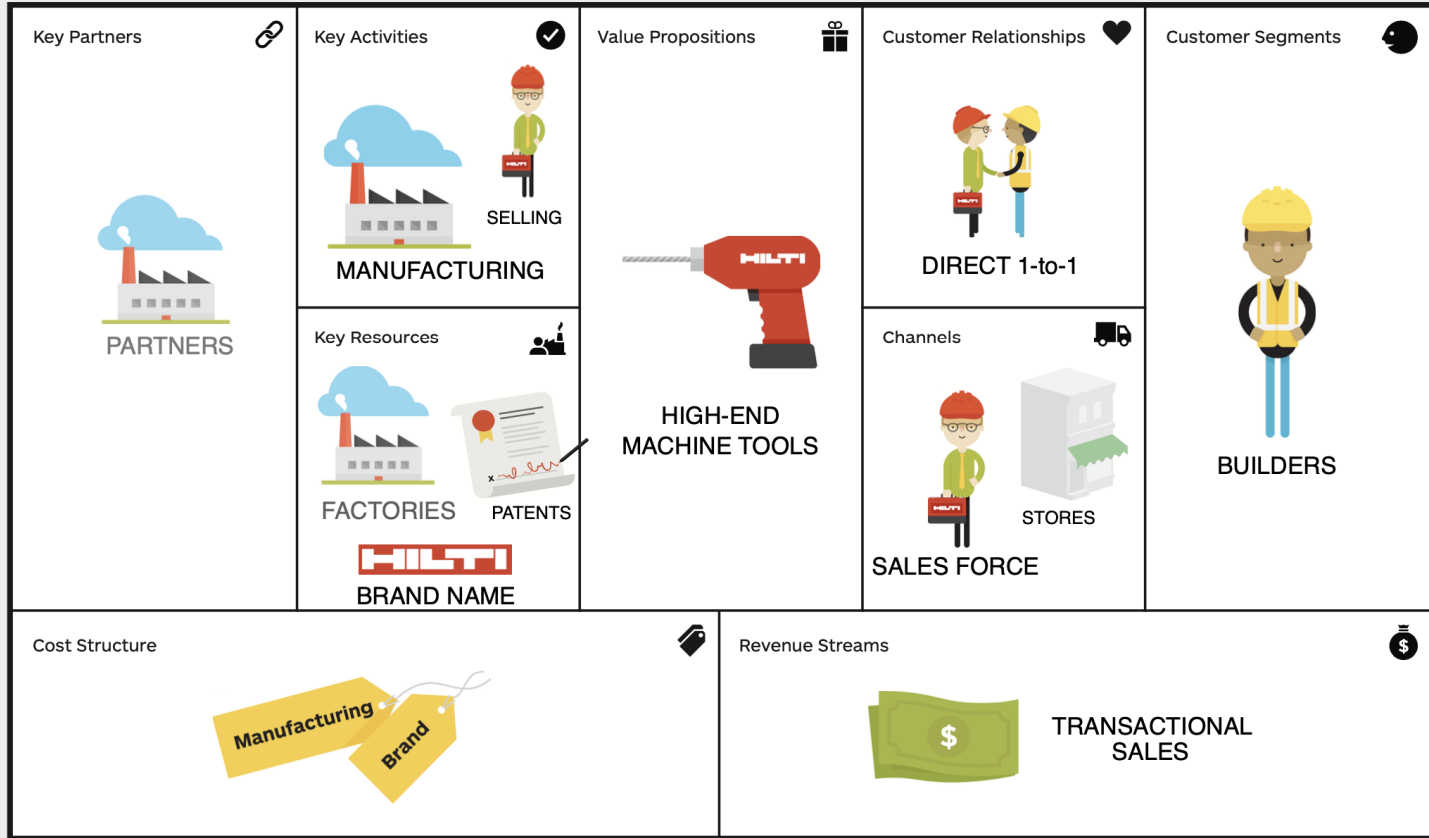 Key Partners
PARTNERS
Key Activities
HILTI
SELLING
MANUFACTURING
Key Resources
FACTORIES
PATENTS
x
HILTI
BRAND NAME
Value Propositions
HILTI
HIGH-END
MACHINE TOOLS
Customer Relationships
HILTI
DIRECT 1-to-1
Channels
HILTI
STORES
SALES FORCE
Customer Segments
BUILDERS
Cost Structure
Manufacturing
Brand
Revenue Streams
$
$
TRANSACTIONAL
SALES